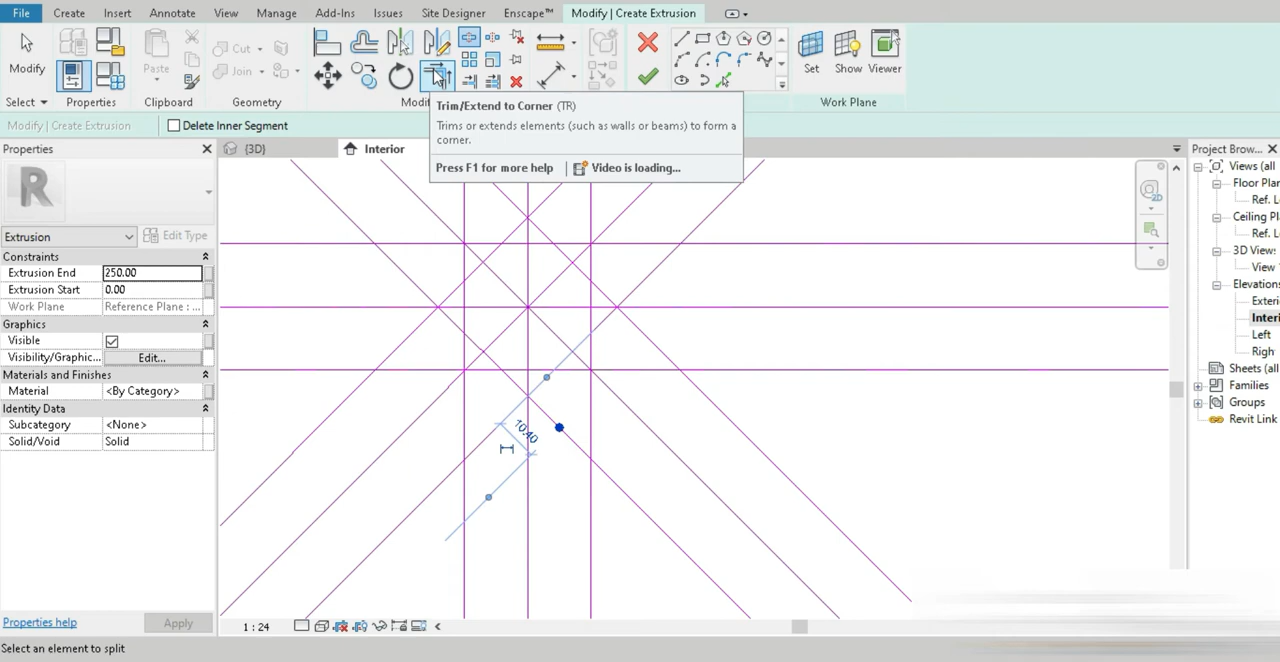 File Create Insert Annotate View Manage Add-Ins Issues Site Designer Enscape™ Modify | Create Extrusion
Modify Paste Cut Join Set Show Viewer
Select Properties Clipboard Geometry Modi Work Plane
Trim/Extend to Corner (TR)
Trims or extends elements (such as walls or beams) to form a
corner.
Press F1 for more help Video is loading...
Modify | Create Extrusion Delete Inner Segment
Properties {3D} Interior Project Brow...
Views (all
Floor Plan
Ref. L
Ceiling P
Ref. L
3D View
View
Elevations
Exteri
Interi
Left
Righ
Sheets (all
Families
Groups
Revit Link
R
Extrusion Edit Type
Constraints
Extrusion End 250.00
Extrusion Start 0.00
Work Plane Reference Plane : ...
Graphics
Visible
Visibility/Graphic... Edit...
Materials and Finishes
Material <By Category>
Identity Data
Subcategory <None>
Solid/Void Solid
10.40
2D
Properties help Apply 1 : 24
Select an element to split